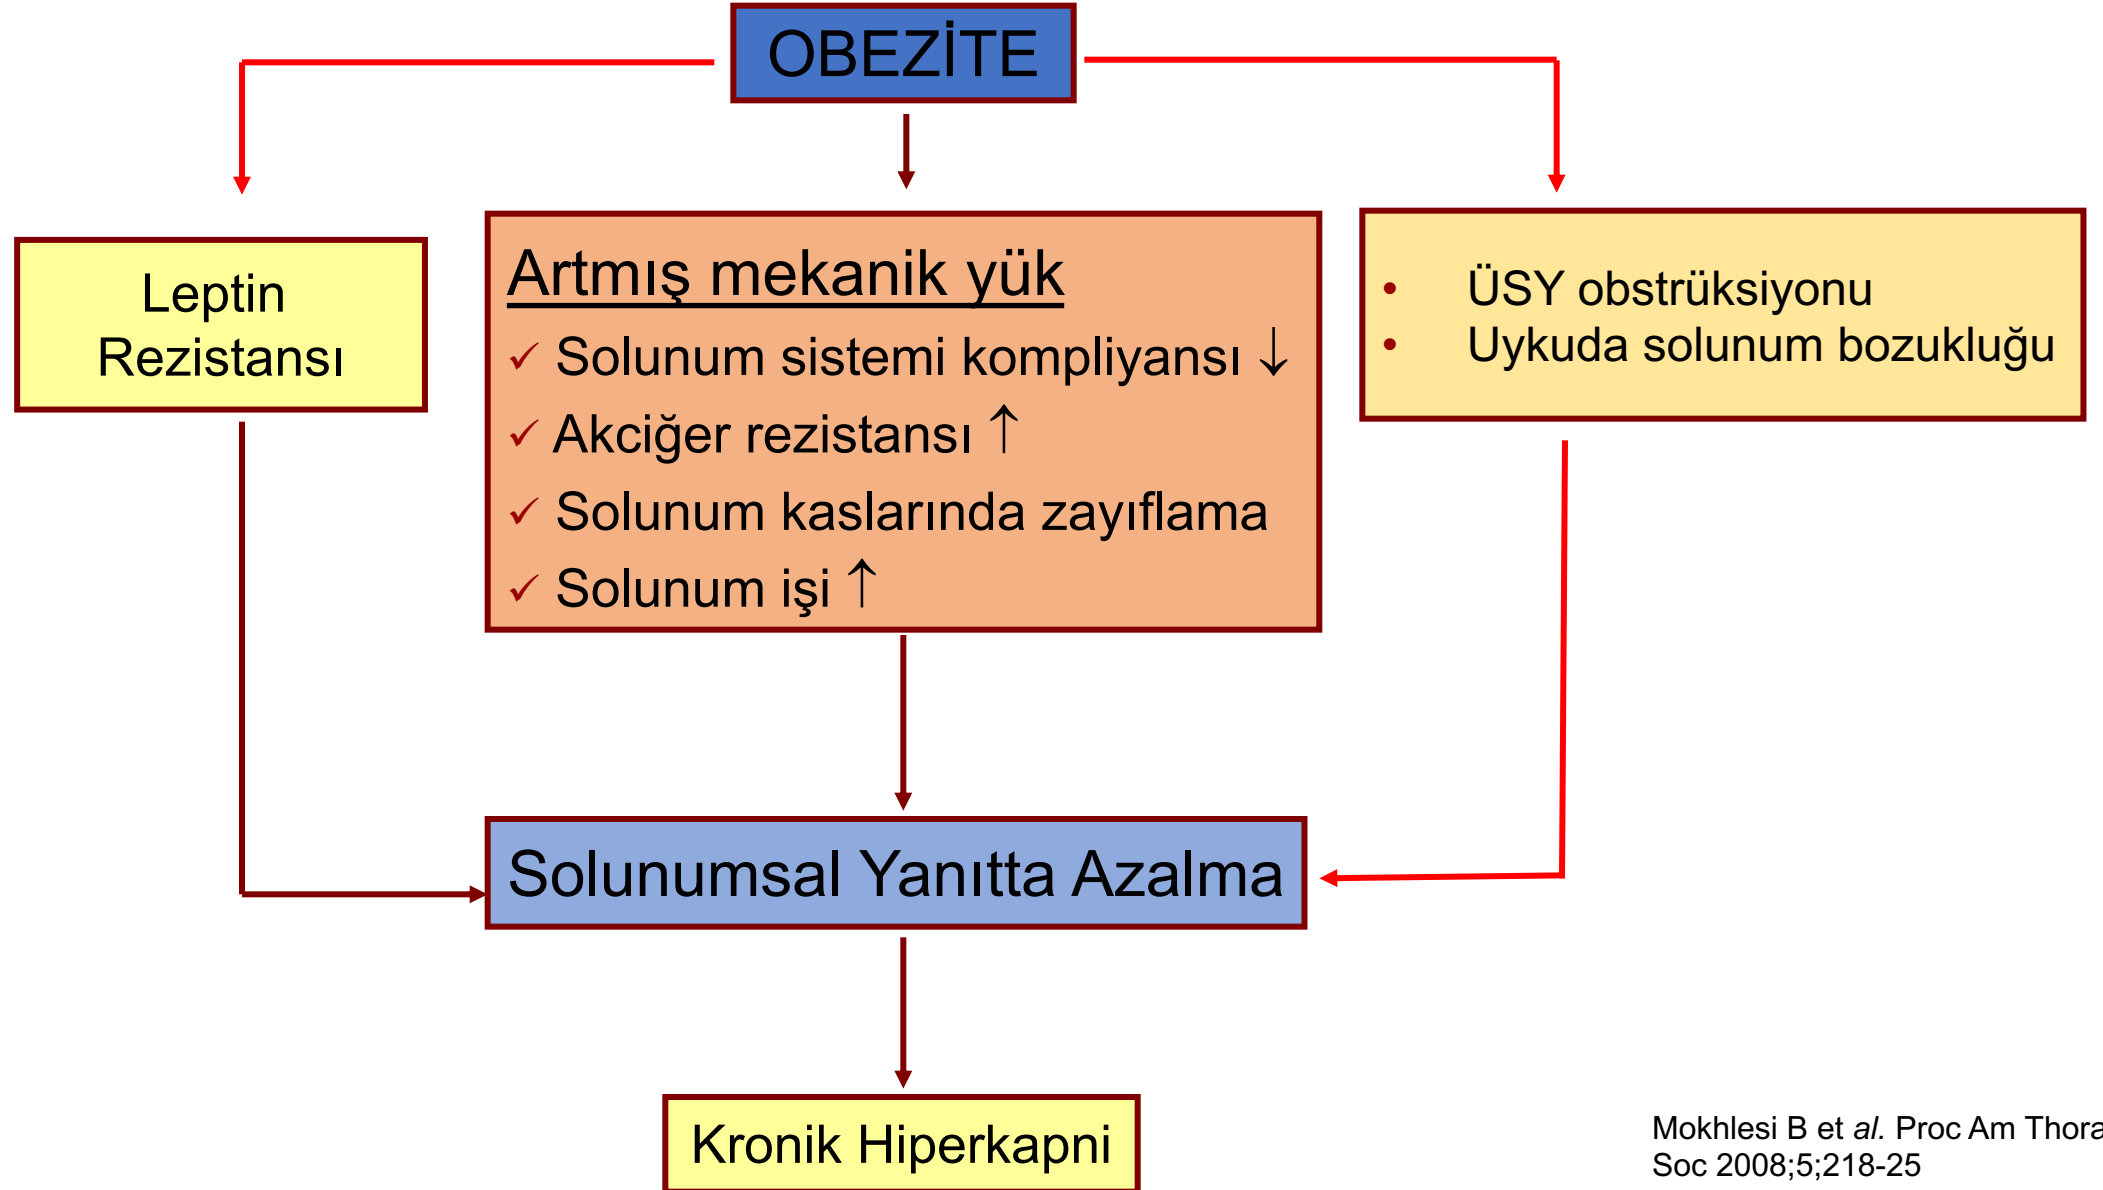 OBEZİTE
Leptin
Rezistansı
Artmış mekanik yük
✓ Solunum sistemi kompliyansı ↓
✓ Akciğer rezistansı ↑
✓ Solunum kaslarında zayıflama
✓ Solunum işi ↑
• ÜSY obstrüksiyonu
• Uykuda solunum bozukluğu
Solunumsal Yanıtta Azalma
Kronik Hiperkapni
Mokhlesi B et al. Proc Am Thora
Soc 2008;5;218-25